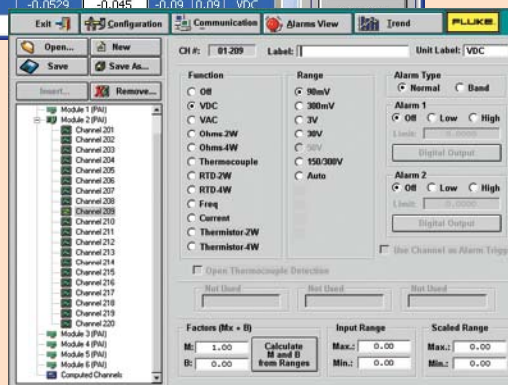 -0.0529 -0.045 -0.09 0.09 VDC
Exit Configuration Communication Alarms View Trend FLUKE
Open... New
Save Save As...
Insert... Remove...
Module 1 (PAI)
Module 2 (PAI)
Channel 201
Channel 202
Channel 203
Channel 204
Channel 205
Channel 206
Channel 207
Channel 208
Channel 209
Channel 210
Channel 211
Channel 212
Channel 213
Channel 214
Channel 215
Channel 216
Channel 217
Channel 218
Channel 219
Channel 220
Module 3 (PAI)
Module 4 (PAI)
Module 5 (PAI)
Module 6 (PAI)
Computed Channels
CH #: 01-209 Label: Unit Label: VDC
Function
Off
VDC
VAC
Ohms-2W
Ohms-4W
Thermocouple
RTD-2W
RTD-4W
Freq
Current
Thermistor-2W
Thermistor-4W
Range
90mV
300mV
3V
30V
50V
150/300V
Auto
Alarm Type
Normal Band
Alarm 1
Off Low High
Limit: 0.0000
Digital Output
Alarm 2
Off Low High
Limit: 0.0000
Digital Output
Use Channel as Alarm Trigg
Open Thermocouple Detection
Not Used Not Used Not Used
Factors (Mx + B)
M: 1.00
B: 0.00
Calculate
M and B
from Ranges
Input Range
Max.: 0.00
Min.: 0.00
Scaled Range
Max.: 0.00
Min.: 0.00